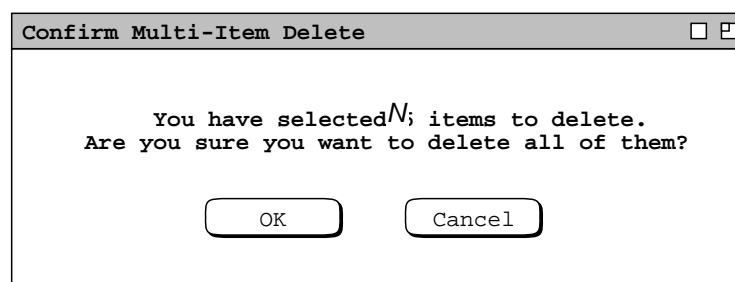 Confirm Multi-Item Delete
You have selected N items to delete.
Are you sure you want to delete all of them?
OK
Cancel